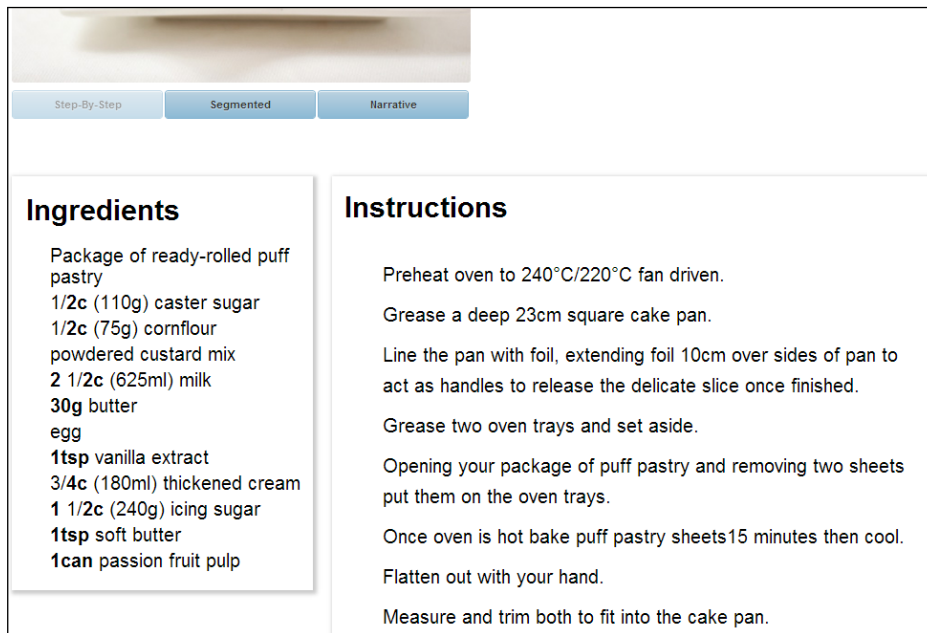 Step-By-Step
Segmented
Narrative
Ingredients
Package of ready-rolled puff
pastry
1/2c (110g) caster sugar
1/2c (75g) cornflour
powdered custard mix
2 1/2c (625ml) milk
30g butter
egg
1tsp vanilla extract
3/4c (180ml) thickened cream
1 1/2c (240g) icing sugar
1tsp soft butter
1can passion fruit pulp
Instructions
Preheat oven to 240°C/220°C fan driven.
Grease a deep 23cm square cake pan.
Line the pan with foil, extending foil 10cm over sides of pan to
act as handles to release the delicate slice once finished.
Grease two oven trays and set aside.
Opening your package of puff pastry and removing two sheets
put them on the oven trays.
Once oven is hot bake puff pastry sheets15 minutes then cool.
Flatten out with your hand.
Measure and trim both to fit into the cake pan.